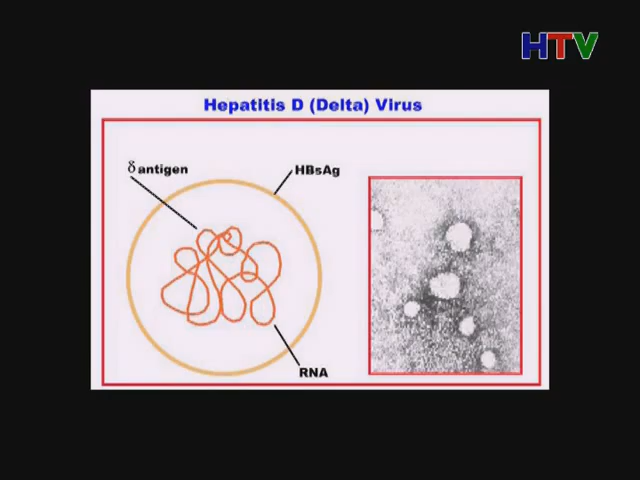 HTV
Hepatitis D (Delta) Virus
δ antigen
HBsAg
RNA